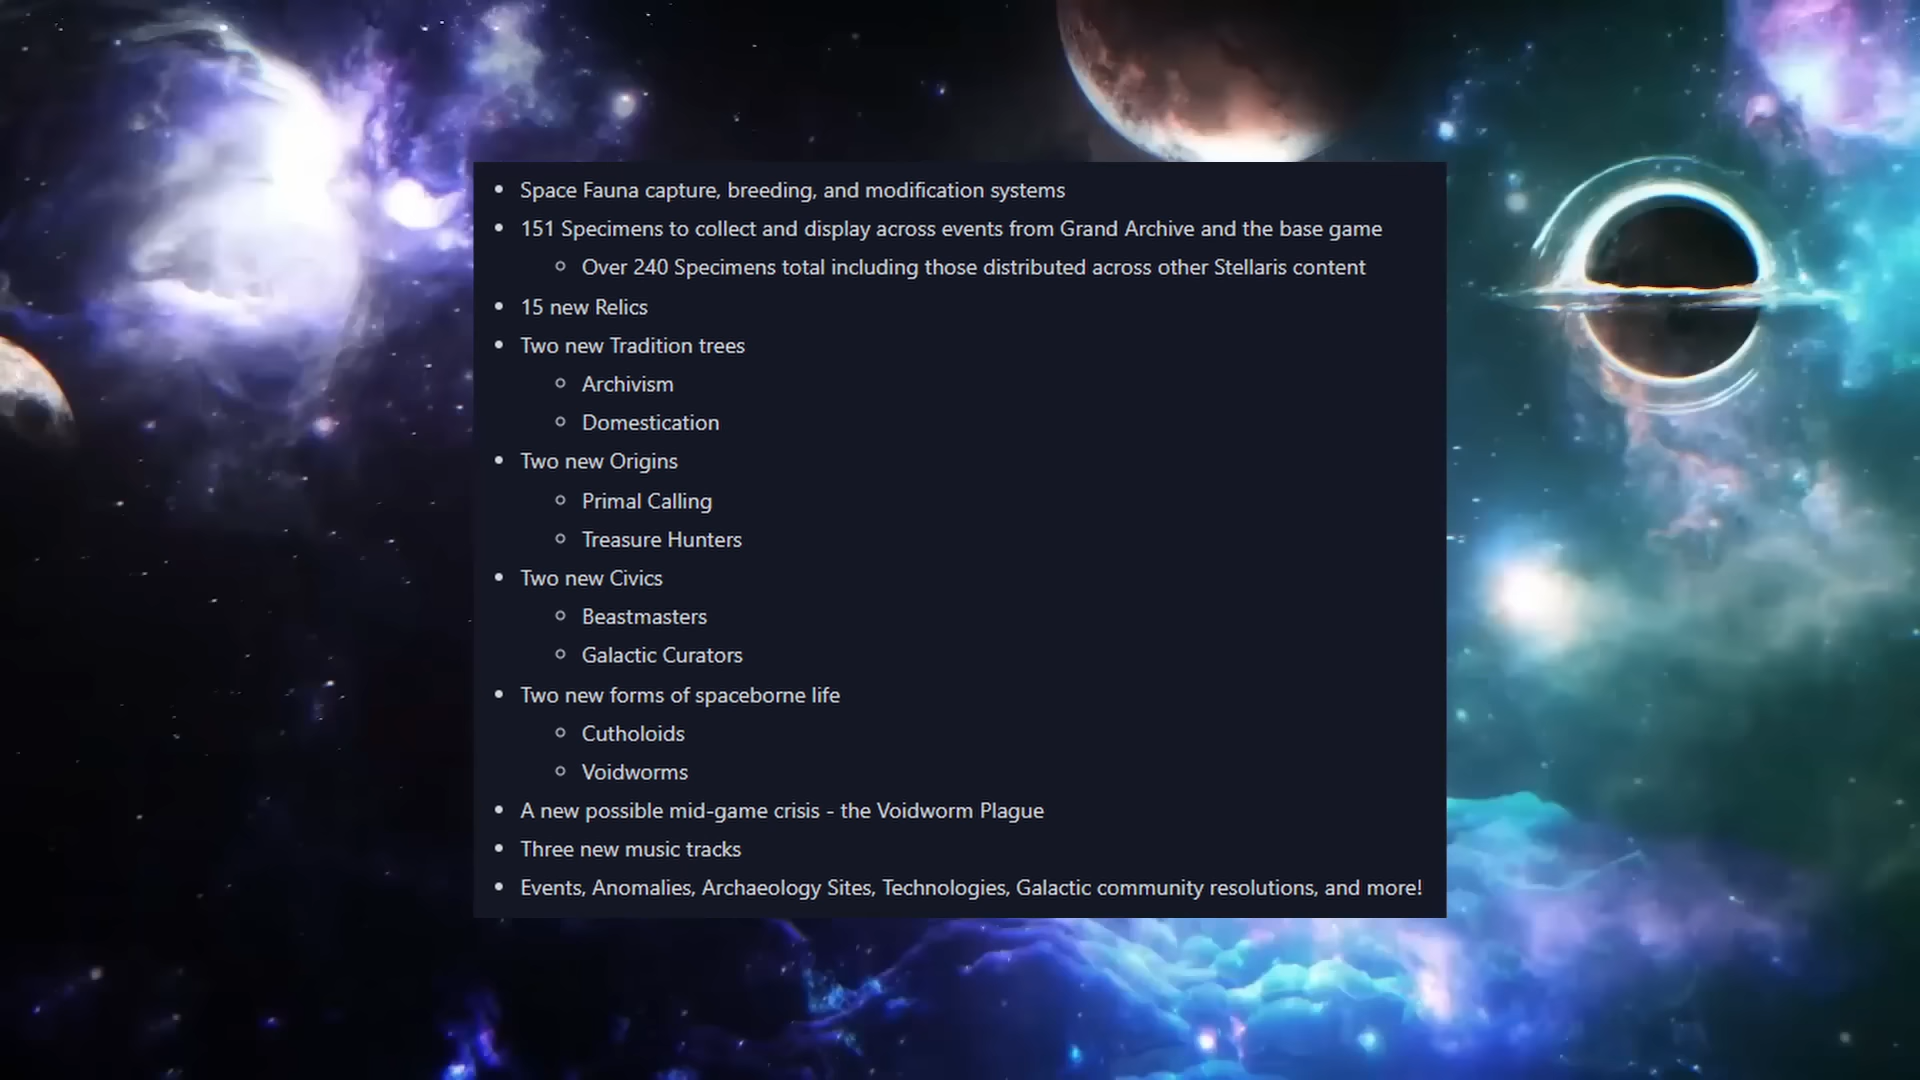 Space Fauna capture, breeding, and modification systems
151 Specimens to collect and display across events from Grand Archive and the base game
Over 240 Specimens total including those distributed across other Stellaris content
15 new Relics
Two new Tradition trees
Archivism
Domestication
Two new Origins
Primal Calling
Treasure Hunters
Two new Civics
Beastmasters
Galactic Curators
Two new forms of spaceborne life
Cutholoids
Voidworms
A new possible mid-game crisis - the Voidworm Plague
Three new music tracks
Events, Anomalies, Archaeology Sites, Technologies, Galactic community resolutions, and more!